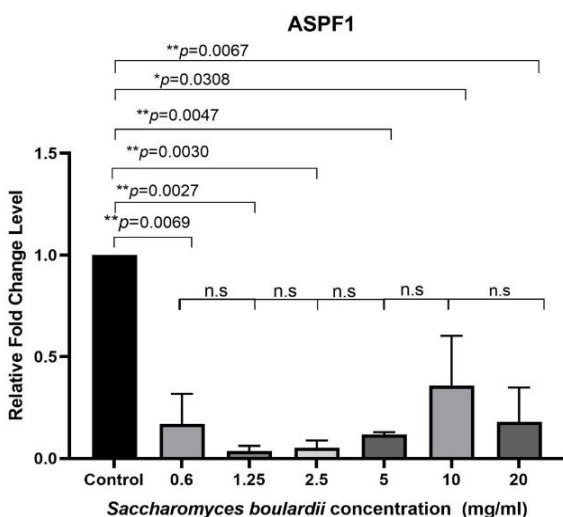 ASPF1
**p=0.0067
*p=0.0308
**p=0.0047
**p=0.0030
**p=0.0027
**p=0.0069
n.s n.s n.s n.s n.s
Relative Fold Change Level
1.5
1.0
0.5
0.0
Control 0.6 1.25 2.5 5 10 20
Saccharomyces boulardii concentration (mg/ml)